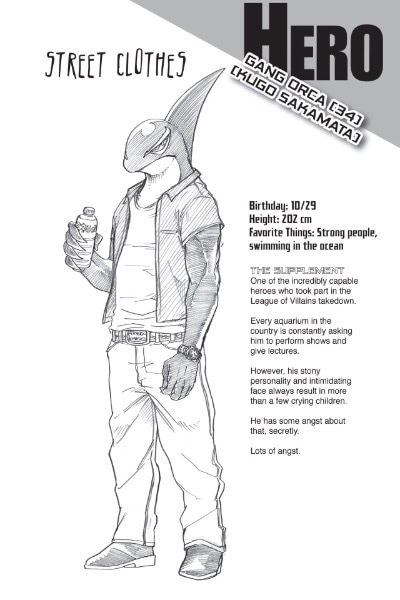 STREET CLOTHES
HERO
GANG ORCA [34]
[KUGO SAKAMATA]
Birthday: 10/29
Height: 202 cm
Favorite Things: Strong people,
swimming in the ocean
THE SUPPLEMENT
One of the incredibly capable
heroes who took part in the
League of Villains takedown.
Every aquarium in the
country is constantly asking
him to perform shows and
give lectures.
However, his stony
personality and intimidating
face always result in more
than a few crying children.
He has some angst about
that, secretly.
Lots of angst.